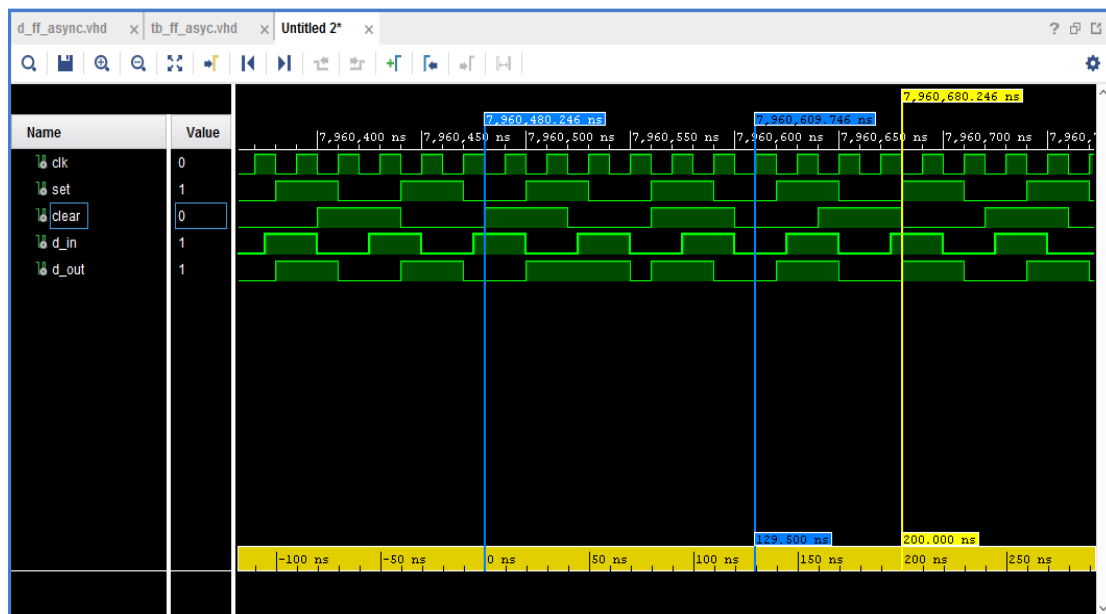 d_ff_async.vhd × tb_ff_asyc.vhd × Untitled 2* × ?
7,960,680.246 ns
7,960,480.246 ns 7,960,609.746 ns
Name Value
7,960,400 ns 7,960,450 ns 7,960,500 ns 7,960,550 ns 7,960,600 ns 7,960,650 ns 7,960,700 ns 7,960,
clk 0
set 1
clear 0
d_in 1
d_out 1
129.500 ns 200.000 ns
-100 ns -50 ns 0 ns 50 ns 100 ns 150 ns 200 ns 250 ns